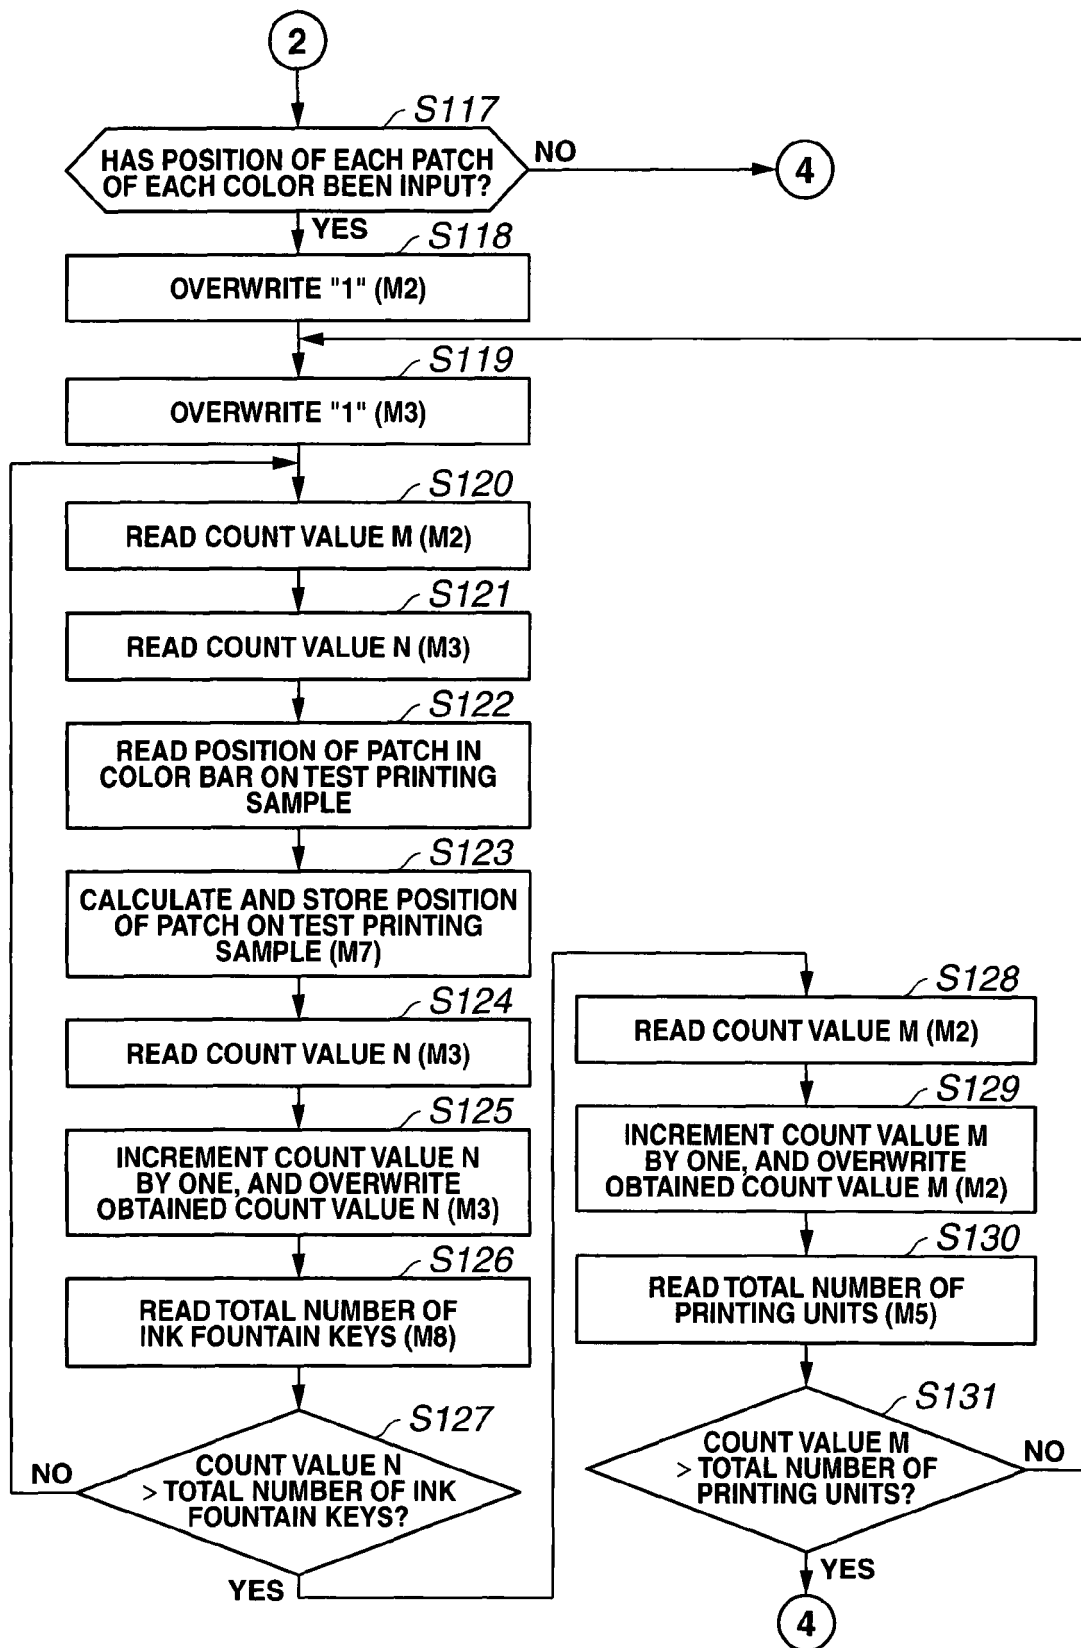 2
S117
HAS POSITION OF EACH PATCH
OF EACH COLOR BEEN INPUT?
NO
4
YES
S118
OVERWRITE "1" (M2)
S119
OVERWRITE "1" (M3)
S120
READ COUNT VALUE M (M2)
S121
READ COUNT VALUE N (M3)
S122
READ POSITION OF PATCH IN
COLOR BAR ON TEST PRINTING
SAMPLE
S123
CALCULATE AND STORE POSITION
OF PATCH ON TEST PRINTING
SAMPLE (M7)
S124
READ COUNT VALUE N (M3)
S125
INCREMENT COUNT VALUE N
BY ONE, AND OVERWRITE
OBTAINED COUNT VALUE N (M3)
S126
READ TOTAL NUMBER OF
INK FOUNTAIN KEYS (M8)
S127
COUNT VALUE N
> TOTAL NUMBER OF INK
FOUNTAIN KEYS?
NO
YES
S128
READ COUNT VALUE M (M2)
S129
INCREMENT COUNT VALUE M
BY ONE, AND OVERWRITE
OBTAINED COUNT VALUE M (M2)
S130
READ TOTAL NUMBER OF
PRINTING UNITS (M5)
S131
COUNT VALUE M
> TOTAL NUMBER OF
PRINTING UNITS?
NO
YES
4